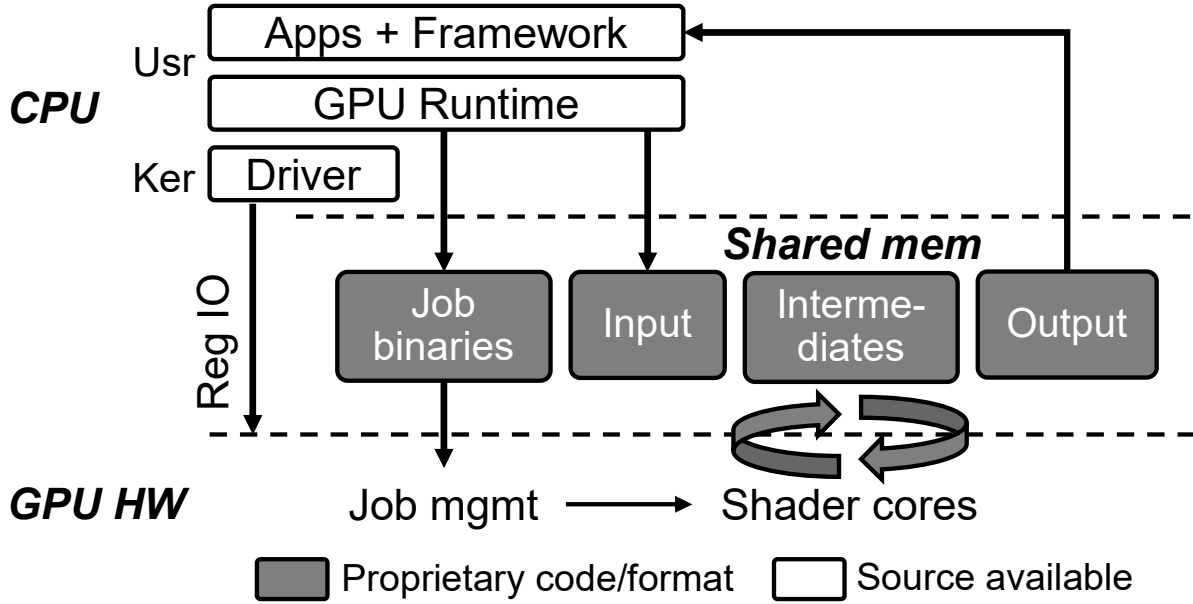 Apps + Framework
Usr
CPU
GPU Runtime
Ker
Driver
Shared mem
Reg IO
Job
binaries
Input
Interme-
diates
Output
GPU HW
Job mgmt
Shader cores
Proprietary code/format
Source available